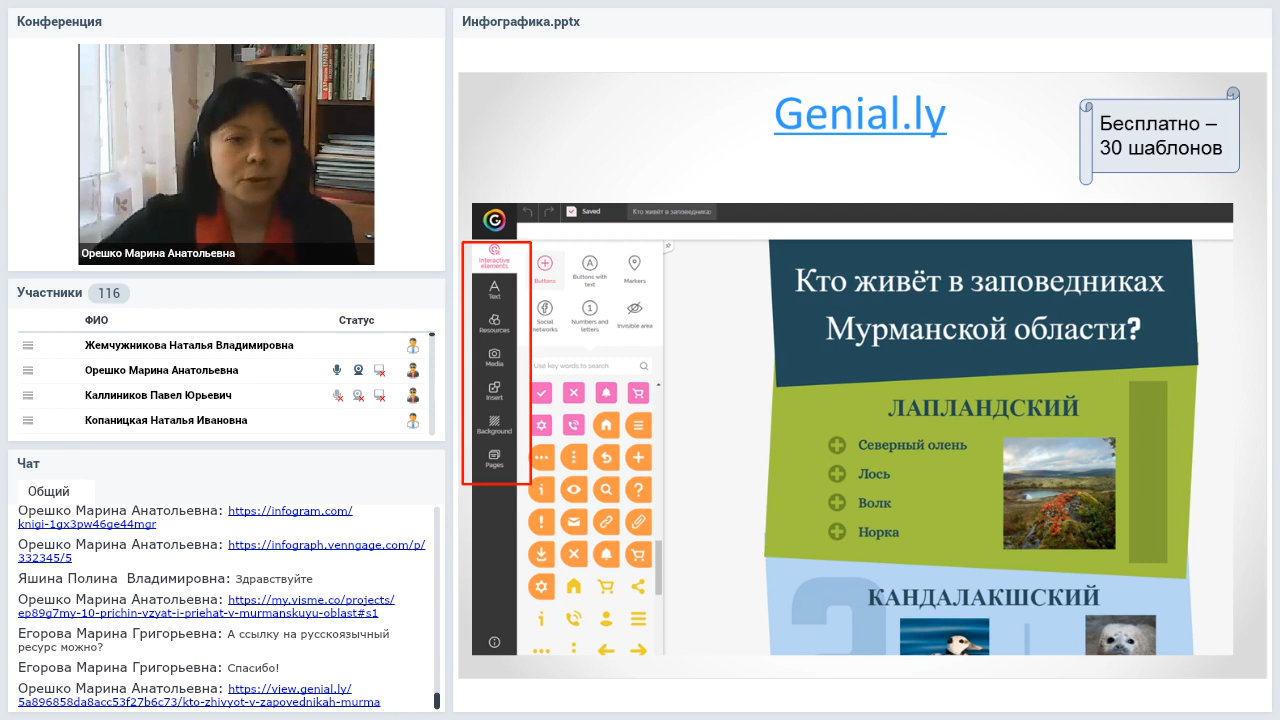 Конференция
Орешко Марина Анатольевна
Участники 116
ФИО Статус
Жемчужникова Наталья Владимировна
Орешко Марина Анатольевна
Каллиников Павел Юрьевич
Копаницкая Наталья Ивановна
Чат
Общий
Орешко Марина Анатольевна: https://infogram.com/
knigi-1gx3pw46ge44mgr
Орешко Марина Анатольевна: https://infograph.venngage.com/p/
332345/5
Яшина Полина Владимировна: Здравствуйте
Орешко Марина Анатольевна: https://my.visme.co/projects/
ep89g7my-10-prichin-vzyat-i-priehat-v-murmanskuyu-oblast#s1
Егорова Марина Григорьевна: А ссылку на русскоязычный
ресурс можно?
Егорова Марина Григорьевна: Спасибо!
Орешко Марина Анатольевна: https://view.genial.ly/
5a896858da8acc53f27b6c73/kto-zhivyot-v-zapovednikah-murma
Инфографика.pptx
Genial.ly
Бесплатно –
30 шаблонов
G
Saved
Кто живёт в заповедниках
Interactive
elements
Text
Resources
Media
Insert
Background
Pages
Buttons
Buttons with
text
Markers
Social
networks
Numbers and
letters
Invisible area
Use key words to search
Кто живёт в заповедниках
Мурманской области?
ЛАПЛАНДСКИЙ
Северный олень
Лось
Волк
Норка
2
КАНДАЛАКШСКИЙ